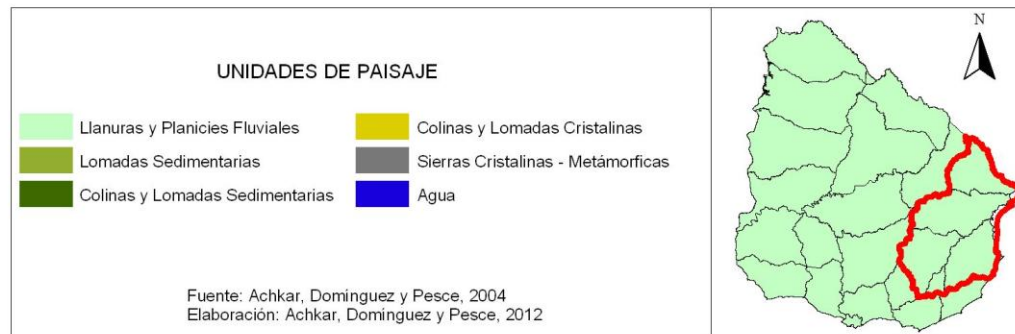 UNIDADES DE PAISAJE
Llanuras y Planicies Fluviales
Lomadas Sedimentarias
Colinas y Lomadas Sedimentarias
Colinas y Lomadas Cristalinas
Sierras Cristalinas - Metámorficas
Agua
Fuente: Achkar, Dominguez y Pesce, 2004
Elaboración: Achkar, Dominguez y Pesce, 2012
N